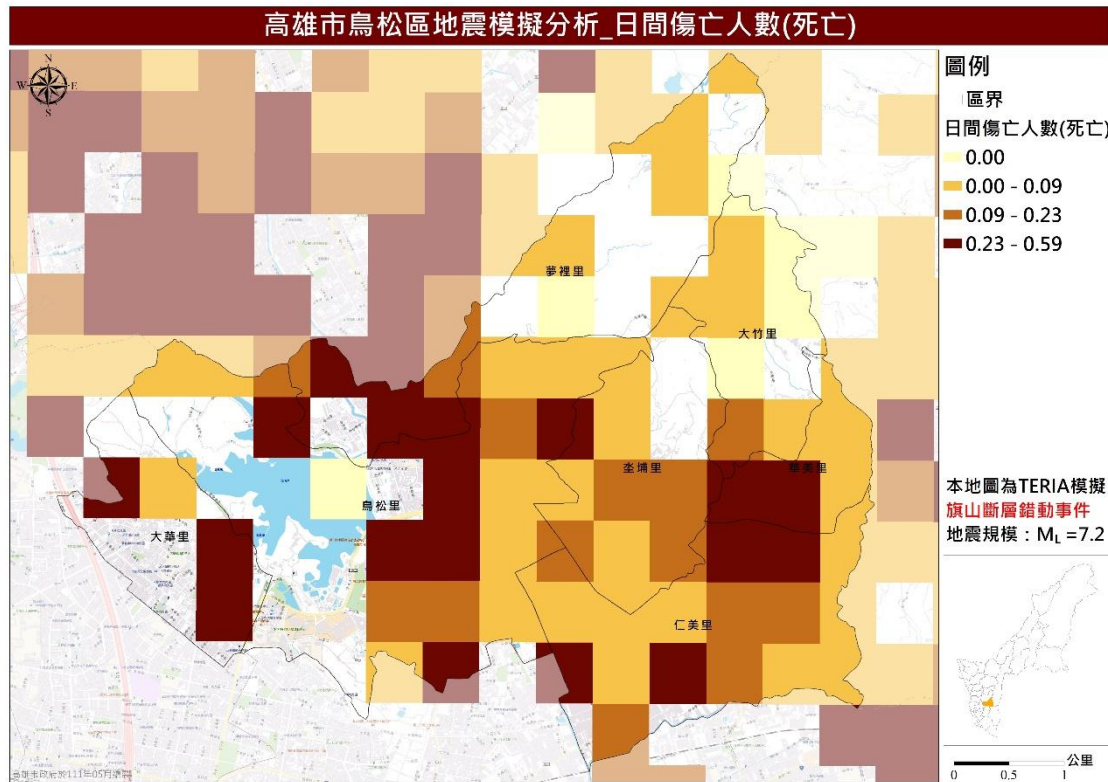 高雄市鳥松區地震模擬分析_日間傷亡人數(死亡)
N
W
E
S
圖例
區界
日間傷亡人數(死亡)
0.00
0.00 - 0.09
0.09 - 0.23
0.23 - 0.59
夢裡里
大竹里
坔埔里
華美里
鳥松里
大華里
仁美里
本地圖為TERIA模擬
旗山斷層錯動事件
地震規模：ML =7.2
公里
0 0.5 1